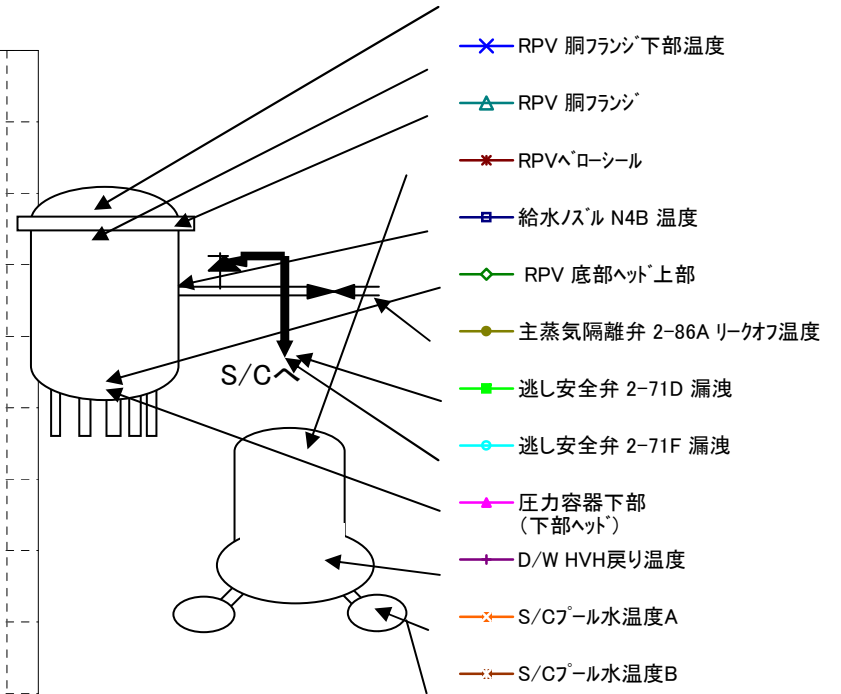 RPV 胴フランジ下部温度
RPV 胴フランジ
RPVベローシール
給水ノズル N4B 温度
RPV 底部ヘッド上部
主蒸気隔離弁 2-86A リークオフ温度
S/Cへ
逃し安全弁 2-71D 漏洩
逃し安全弁 2-71F 漏洩
圧力容器下部
(下部ヘッド)
D/W HVH戻り温度
S/Cプール水温度A
S/Cプール水温度B